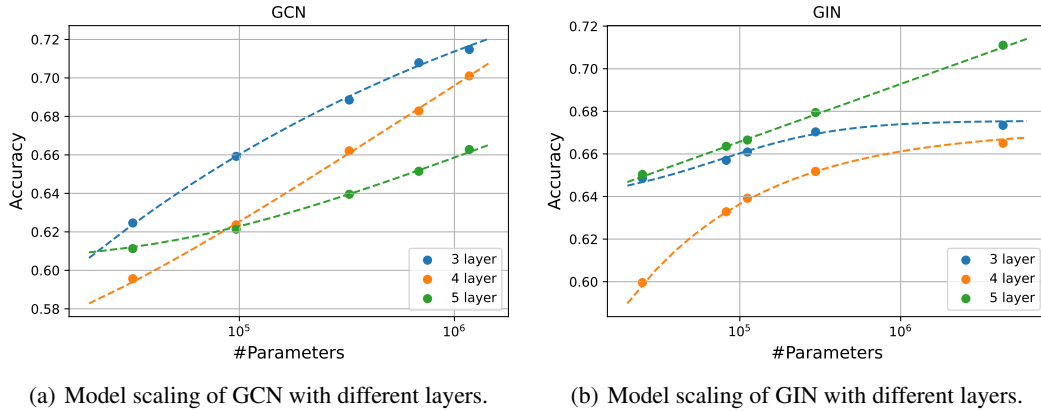 GCN
0.72
0.70
0.68
0.66
0.64
0.62
0.60
0.58
Accuracy
3 layer
4 layer
5 layer
10^5
10^6
#Parameters
(a) Model scaling of GCN with different layers.
GIN
0.72
0.70
0.68
0.66
0.64
0.62
0.60
Accuracy
3 layer
4 layer
5 layer
10^5
10^6
#Parameters
(b) Model scaling of GIN with different layers.